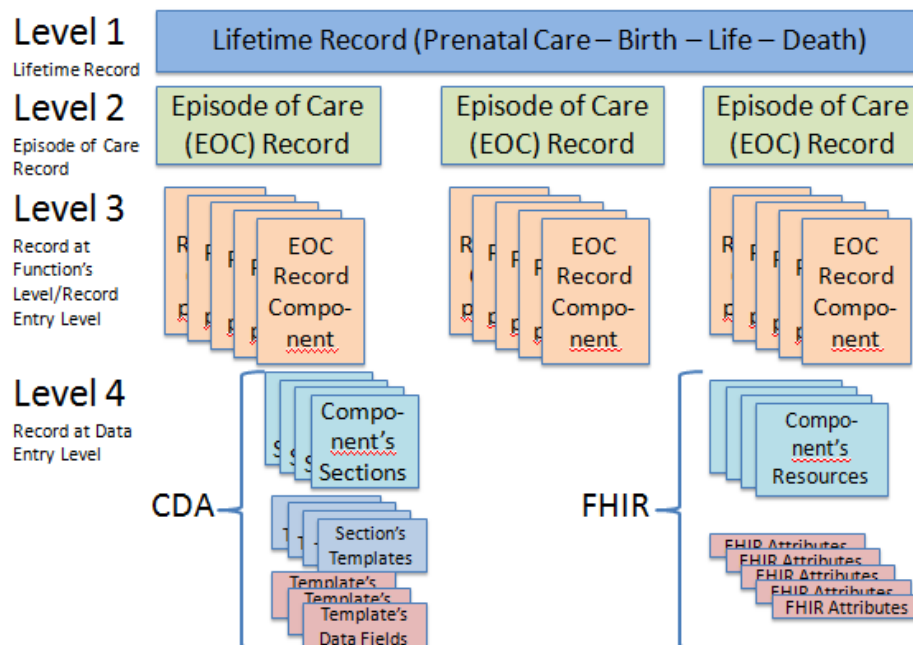 Level 1
Lifetime Record
Lifetime Record (Prenatal Care – Birth – Life – Death)
Level 2
Episode of Care
Record
Episode of Care
(EOC) Record
Episode of Care
(EOC) Record
Episode of Care
(EOC) Record
Level 3
Record at
Function's
Level/Record
Entry Level
EOC
Record
Compo-
nent
EOC
Record
Compo-
nent
EOC
Record
Compo-
nent
Level 4
Record at Data
Entry Level
CDA
Compo-
nent's
Sections
Section's
Templates
Template's
Template's
Template's
Data Fields
FHIR
Compo-
nent's
Resources
FHIR Attributes
FHIR Attributes
FHIR Attributes
FHIR Attributes
FHIR Attributes